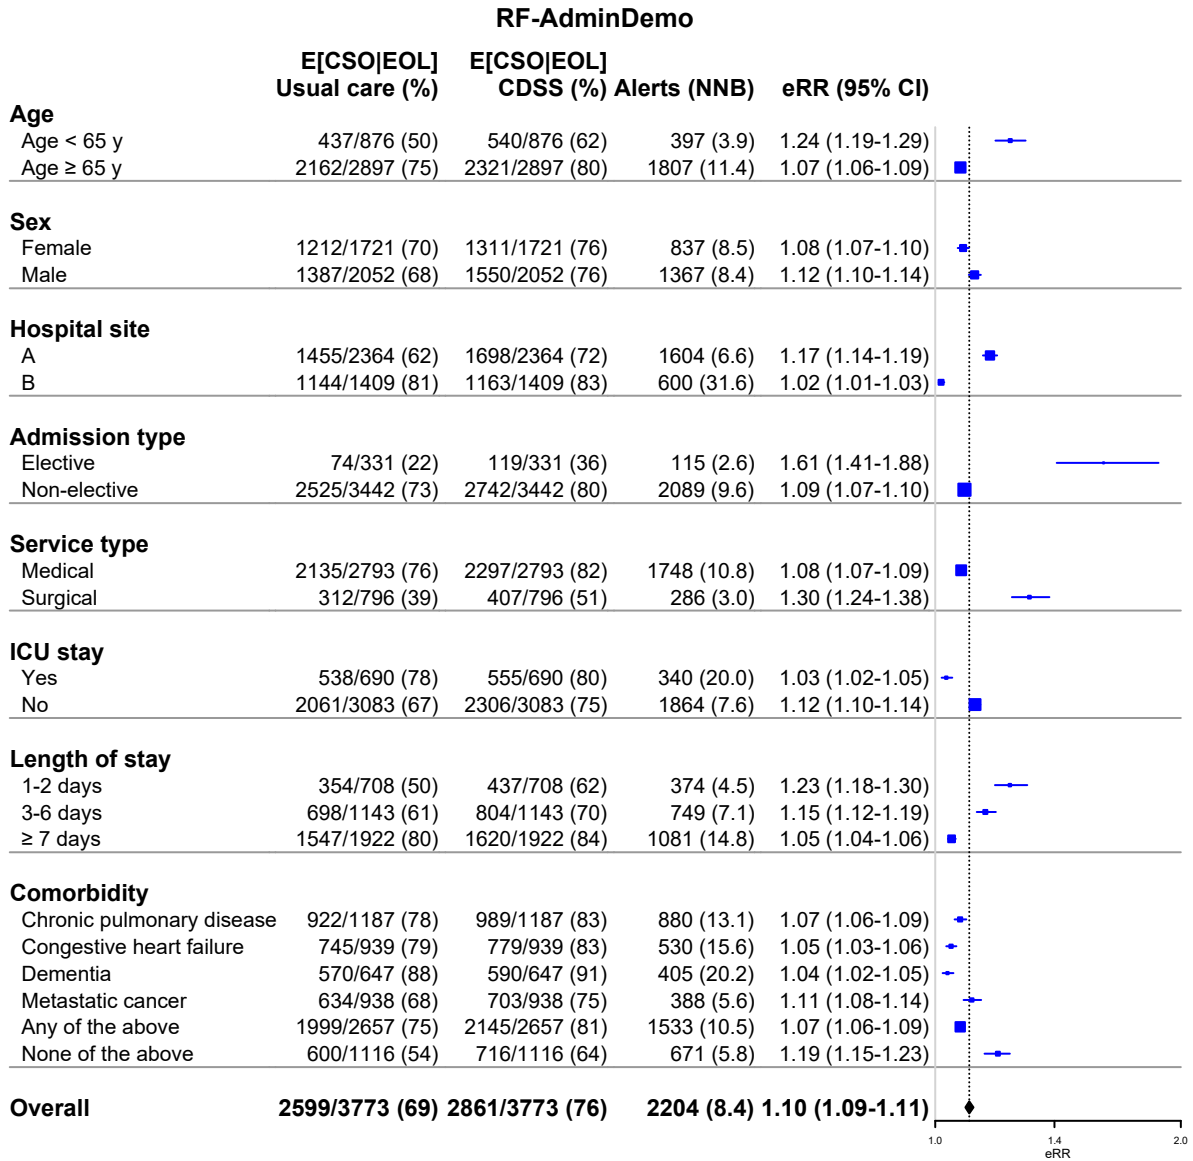 RF-AdminDemo
E[CSO|EOL] E[CSO|EOL]
Usual care (%) CDSS (%) Alerts (NNB) eRR (95% CI)
Age
Age < 65 y 437/876 (50) 540/876 (62) 397 (3.9) 1.24 (1.19-1.29)
Age ≥ 65 y 2162/2897 (75) 2321/2897 (80) 1807 (11.4) 1.07 (1.06-1.09)
Sex
Female 1212/1721 (70) 1311/1721 (76) 837 (8.5) 1.08 (1.07-1.10)
Male 1387/2052 (68) 1550/2052 (76) 1367 (8.4) 1.12 (1.10-1.14)
Hospital site
A 1455/2364 (62) 1698/2364 (72) 1604 (6.6) 1.17 (1.14-1.19)
B 1144/1409 (81) 1163/1409 (83) 600 (31.6) 1.02 (1.01-1.03)
Admission type
Elective 74/331 (22) 119/331 (36) 115 (2.6) 1.61 (1.41-1.88)
Non-elective 2525/3442 (73) 2742/3442 (80) 2089 (9.6) 1.09 (1.07-1.10)
Service type
Medical 2135/2793 (76) 2297/2793 (82) 1748 (10.8) 1.08 (1.07-1.09)
Surgical 312/796 (39) 407/796 (51) 286 (3.0) 1.30 (1.24-1.38)
ICU stay
Yes 538/690 (78) 555/690 (80) 340 (20.0) 1.03 (1.02-1.05)
No 2061/3083 (67) 2306/3083 (75) 1864 (7.6) 1.12 (1.10-1.14)
Length of stay
1-2 days 354/708 (50) 437/708 (62) 374 (4.5) 1.23 (1.18-1.30)
3-6 days 698/1143 (61) 804/1143 (70) 749 (7.1) 1.15 (1.12-1.19)
≥ 7 days 1547/1922 (80) 1620/1922 (84) 1081 (14.8) 1.05 (1.04-1.06)
Comorbidity
Chronic pulmonary disease 922/1187 (78) 989/1187 (83) 880 (13.1) 1.07 (1.06-1.09)
Congestive heart failure 745/939 (79) 779/939 (83) 530 (15.6) 1.05 (1.03-1.06)
Dementia 570/647 (88) 590/647 (91) 405 (20.2) 1.04 (1.02-1.05)
Metastatic cancer 634/938 (68) 703/938 (75) 388 (5.6) 1.11 (1.08-1.14)
Any of the above 1999/2657 (75) 2145/2657 (81) 1533 (10.5) 1.07 (1.06-1.09)
None of the above 600/1116 (54) 716/1116 (64) 671 (5.8) 1.19 (1.15-1.23)
Overall 2599/3773 (69) 2861/3773 (76) 2204 (8.4) 1.10 (1.09-1.11)
1.0 1.4 2.0
eRR